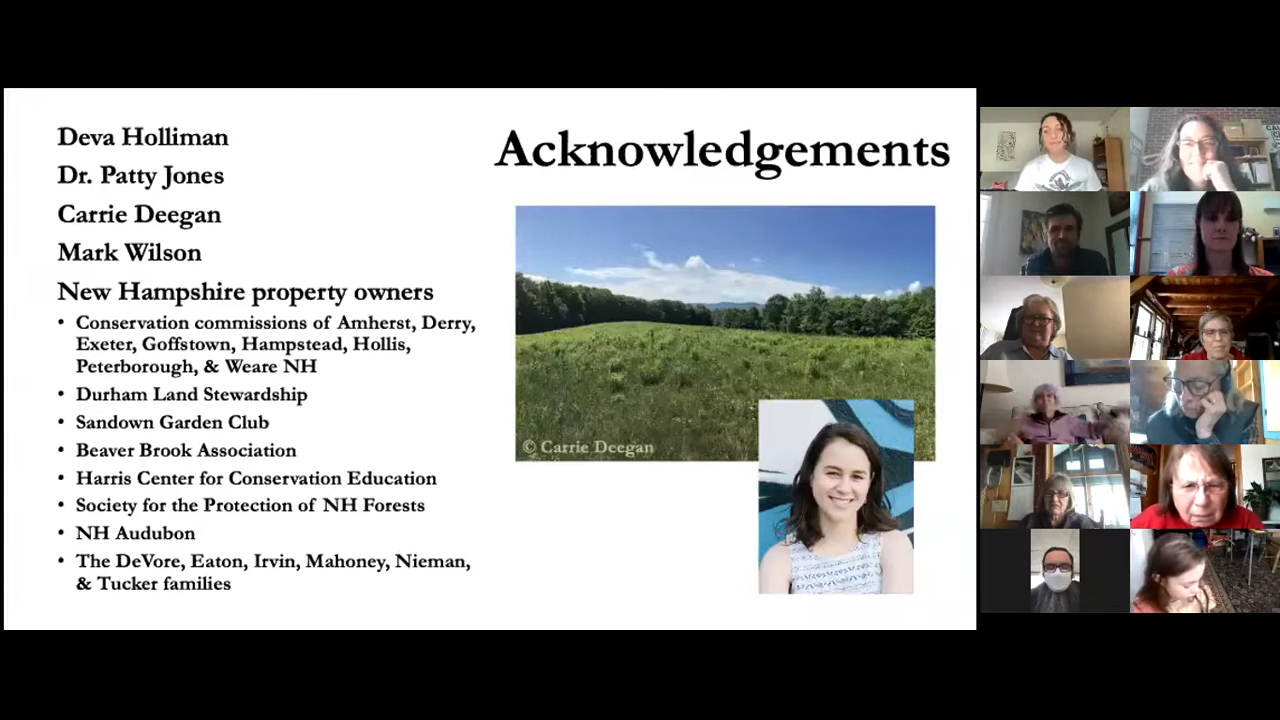 Deva Holliman
Dr. Patty Jones
Carrie Deegan
Mark Wilson
New Hampshire property owners
• Conservation commissions of Amherst, Derry,
Exeter, Goffstown, Hampstead, Hollis,
Peterborough, & Weare NH
• Durham Land Stewardship
• Sandown Garden Club
• Beaver Brook Association
• Harris Center for Conservation Education
• Society for the Protection of NH Forests
• NH Audubon
• The DeVore, Eaton, Irvin, Mahoney, Nieman,
& Tucker families
Acknowledgements
© Carrie Deegan